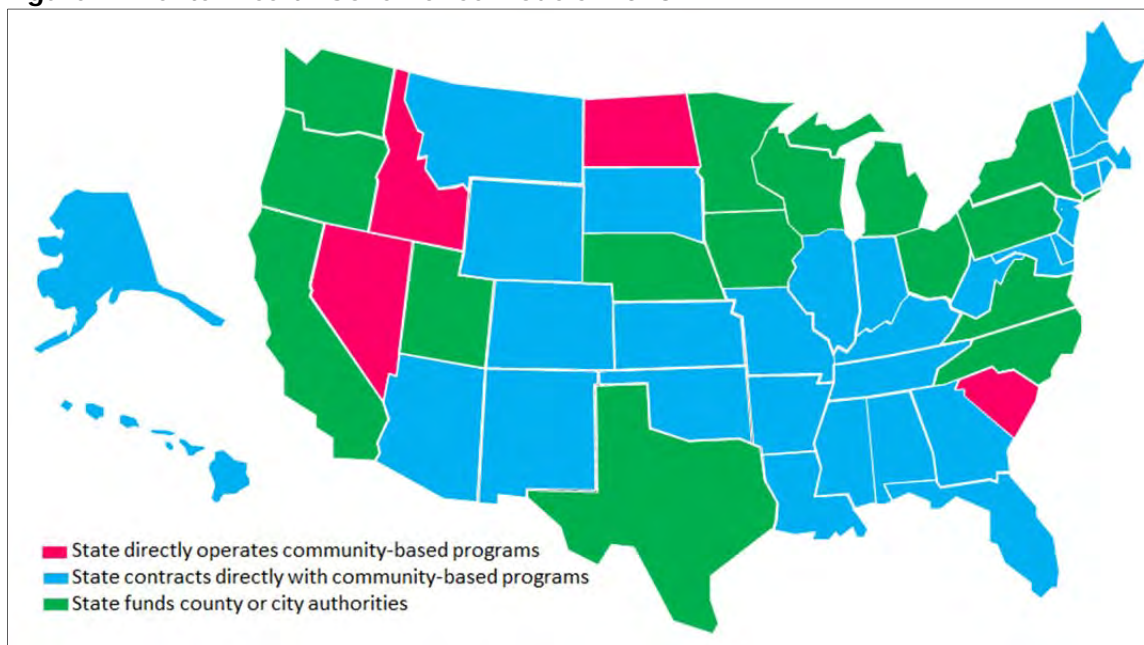 State directly operates community-based programs
State contracts directly with community-based programs
State funds county or city authorities